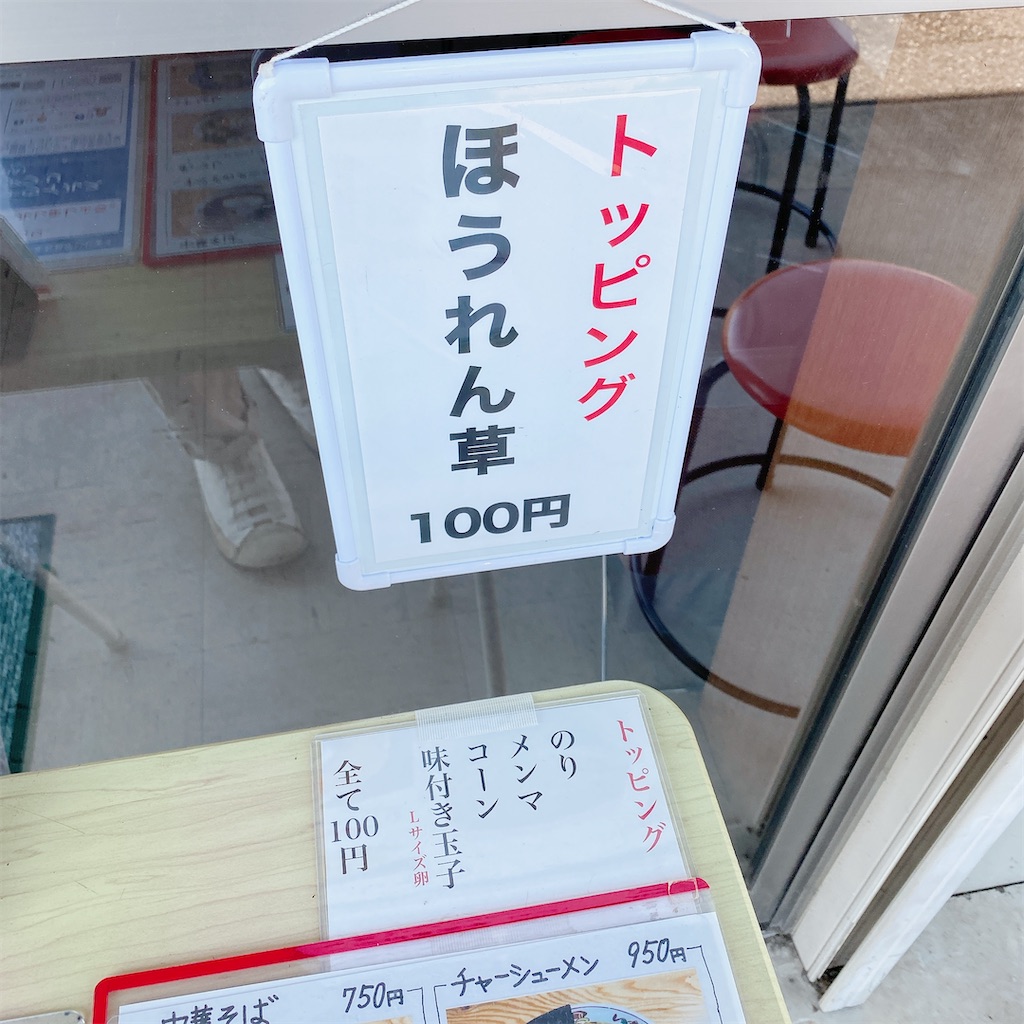 トッピング
ほうれん草
100円
トッピング
のり
メンマ
コーン
味付き玉子
Lサイズ卵
全て100円
中華そば 750円
チャーシューメン 950円